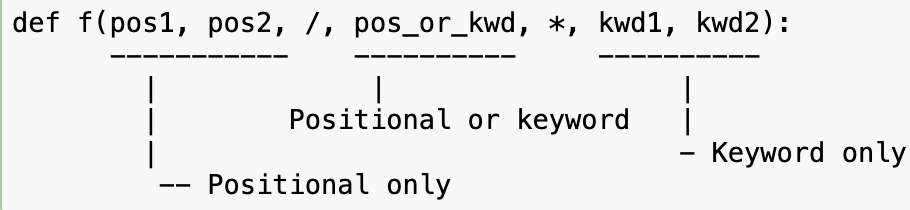 def f(pos1, pos2, /, pos_or_kwd, *, kwd1, kwd2):
      -----------    ----------     ----------
        |             |                  |
        |        Positional or keyword   |
        |                                - Keyword only
         -- Positional only